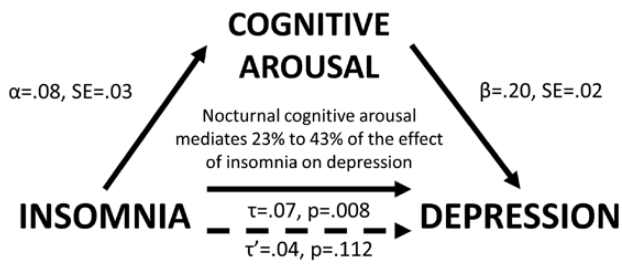 COGNITIVE
AROUSAL
α=.08, SE=.03
β=.20, SE=.02
Nocturnal cognitive arousal
mediates 23% to 43% of the effect
of insomnia on depression
INSOMNIA
τ=.07, p=.008
DEPRESSION
τ’=.04, p=.112